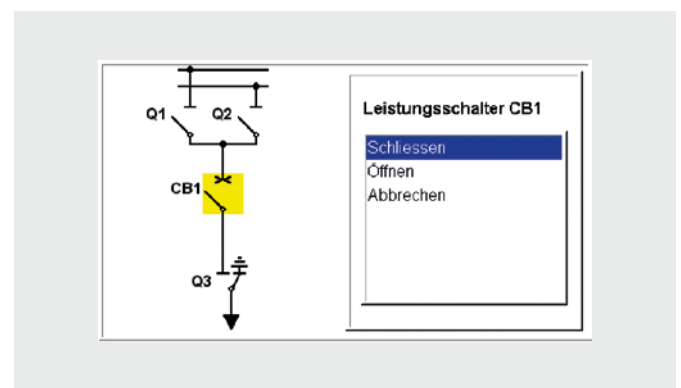 Q1
Q2
CB1
Q3
Leistungsschalter CB1
Schliessen
Öffnen
Abbrechen